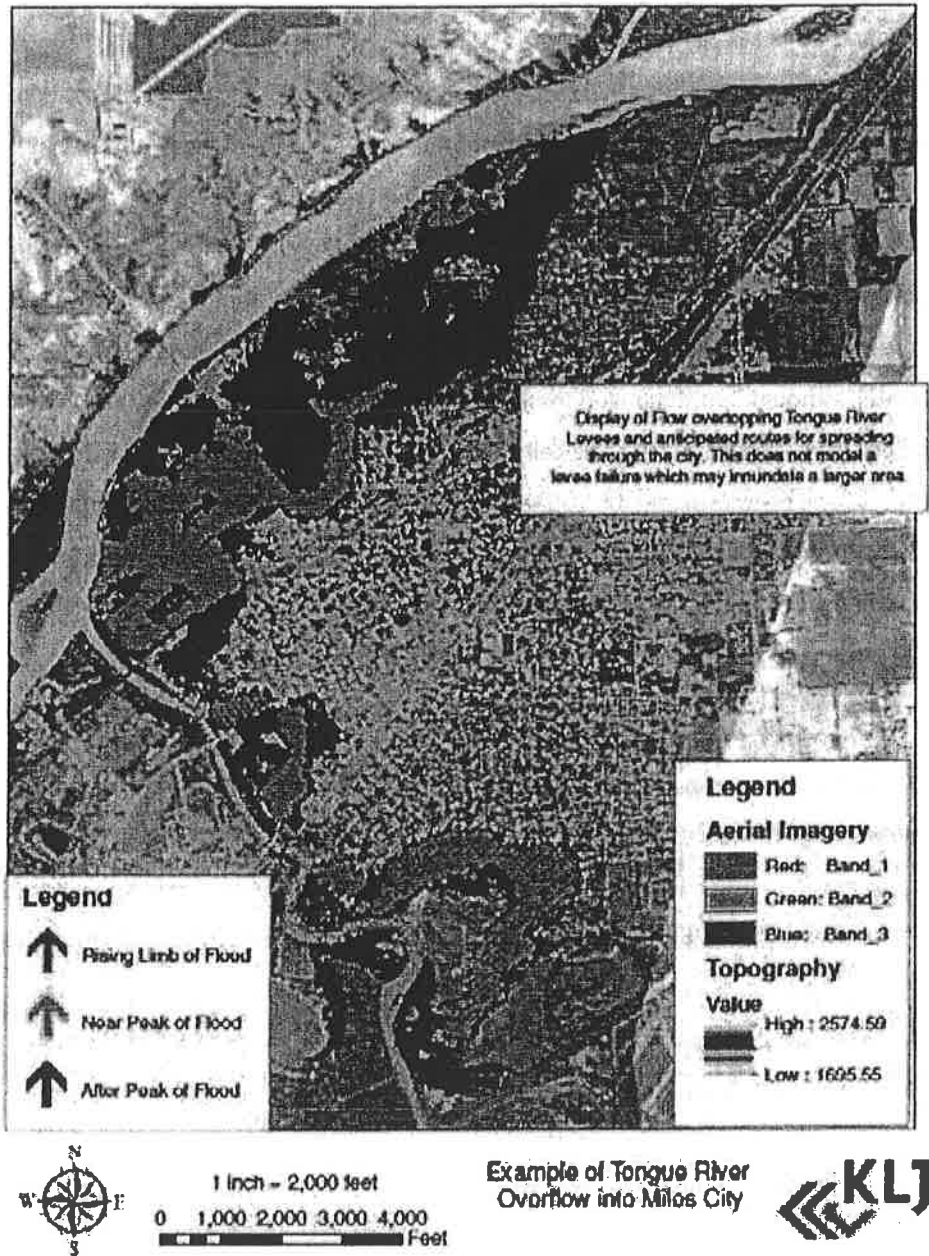 Display of Flow overtopping Tongue River
Levees and anticipated routes for spreading
through the city. This does not model a
levee failure which may innundate a larger area
Legend
Aerial Imagery
Red: Band_1
Green: Band_2
Blue: Band_3
Topography
Value
High : 2574.59
Low : 1695.55
Legend
Rising Limb of Flood
Near Peak of Flood
After Peak of Flood
N
W E
S
1 inch = 2,000 feet
0 1,000 2,000 3,000 4,000
Feet
Example of Tongue River
Overflow into Miles City
KLJ